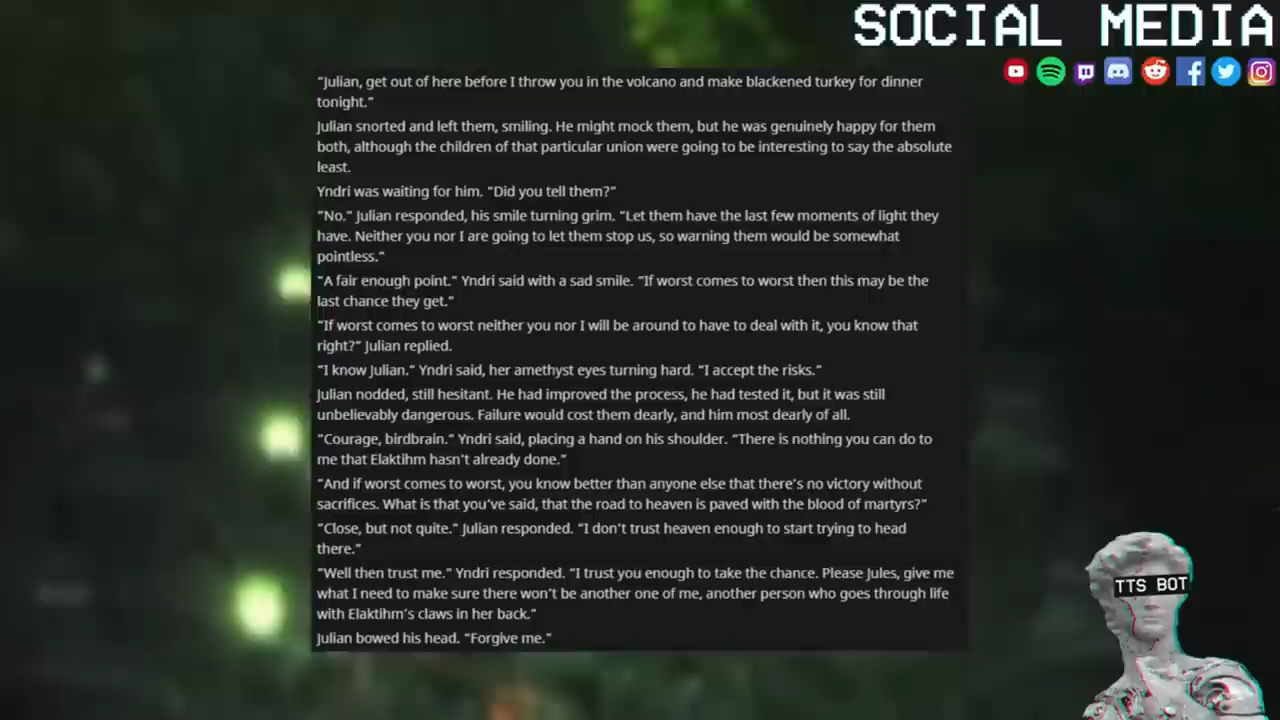 SOCIAL MEDIA
“Julian, get out of here before I throw you in the volcano and make blackened turkey for dinner
tonight.”
Julian snorted and left them, smiling. He might mock them, but he was genuinely happy for them
both, although the children of that particular union were going to be interesting to say the absolute
least.
Yndri was waiting for him. “Did you tell them?”
“No.” Julian responded, his smile turning grim. “Let them have the last few moments of light they
have. Neither you nor I are going to let them stop us, so warning them would be somewhat
pointless.”
“A fair enough point.” Yndri said with a sad smile. “If worst comes to worst then this may be the
last chance they get.”
“If worst comes to worst neither you nor I will be around to have to deal with it, you know that
right?” Julian replied.
“I know Julian.” Yndri said, her amethyst eyes turning hard. “I accept the risks.”
Julian nodded, still hesitant. He had improved the process, he had tested it, but it was still
unbelievably dangerous. Failure would cost them dearly, and him most dearly of all.
“Courage, birdbrain.” Yndri said, placing a hand on his shoulder. “There is nothing you can do to
me that Elaktihm hasn’t already done.”
“And if worst comes to worst, you know better than anyone else that there’s no victory without
sacrifices. What is that you’ve said, that the road to heaven is paved with the blood of martyrs?”
“Close, but not quite.” Julian responded. “I don’t trust heaven enough to start trying to head
there.”
“Well then trust me.” Yndri responded. “I trust you enough to take the chance. Please Jules, give me
what I need to make sure there won’t be another one of me, another person who goes through life
with Elaktihm’s claws in her back.”
Julian bowed his head. “Forgive me.”
TTS BOT